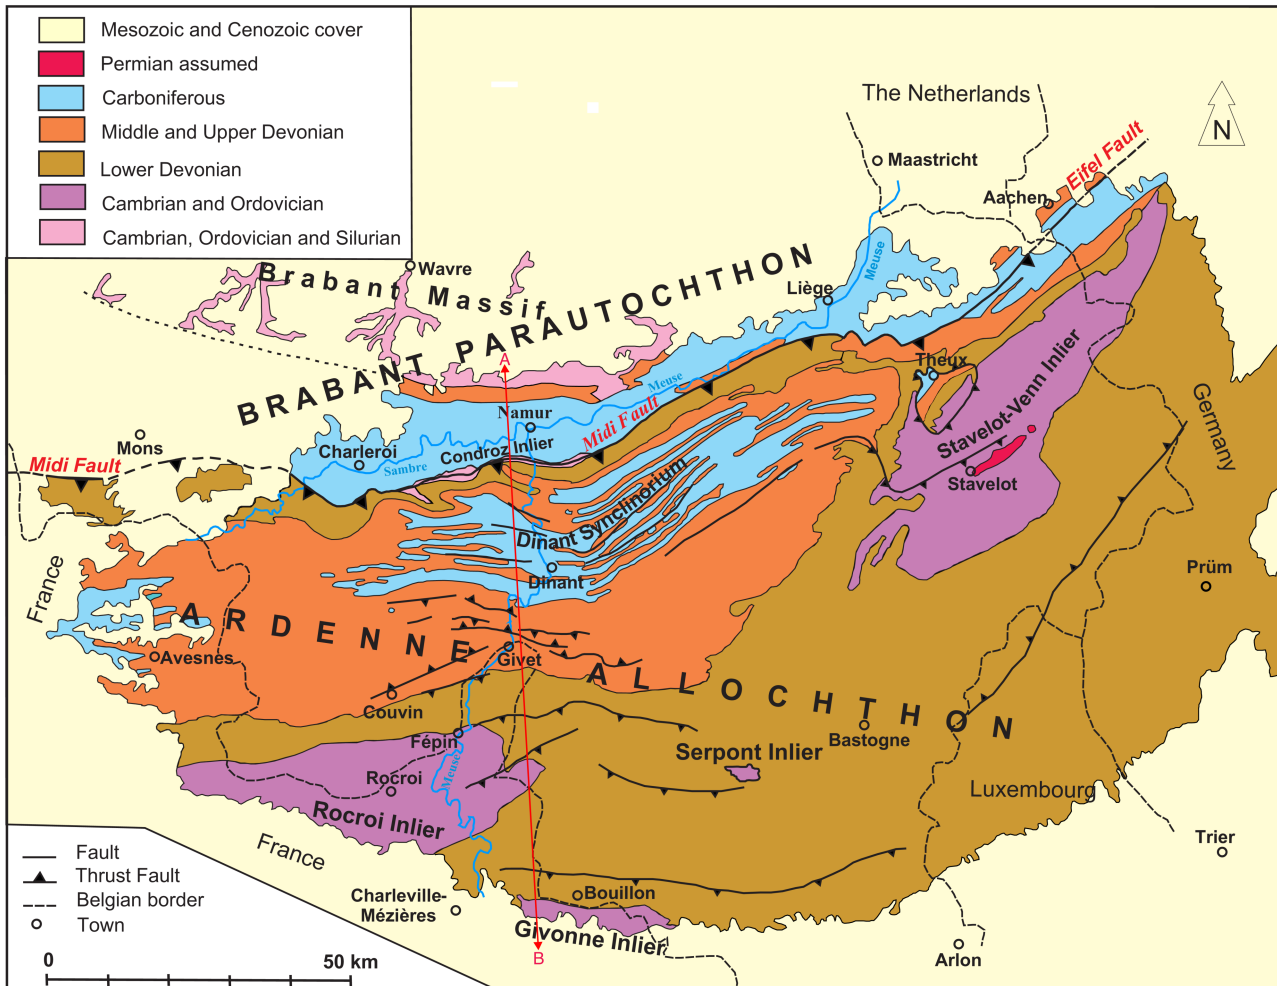 Mesozoic and Cenozoic cover
Permian assumed
Carboniferous
Middle and Upper Devonian
Lower Devonian
Cambrian and Ordovician
Cambrian, Ordovician and Silurian
The Netherlands
N
Maastricht
Eifel Fault
Aachen
Brabant Massif
Wavre
BRABANT PARAUTOCHTHON
Meuse
Liège
A
Theux
Meuse
Namur
Midi Fault
Stavelot-Venn Inlier
Germany
Mons
Midi Fault
Charleroi
Sambre
Condroz Inlier
Stavelot
Dinant Synclinorium
Dinant
Prüm
France
ARDENNE ALLOCHTHON
Avesnes
Givet
Couvin
Fépin
Bastogne
Serpont Inlier
Meuse
Rocroi
Rocroi Inlier
Luxembourg
Trier
France
Fault
Thrust Fault
Belgian border
Town
Charleville-
Mézières
Bouillon
Givonne Inlier
B
Arlon
0
50 km